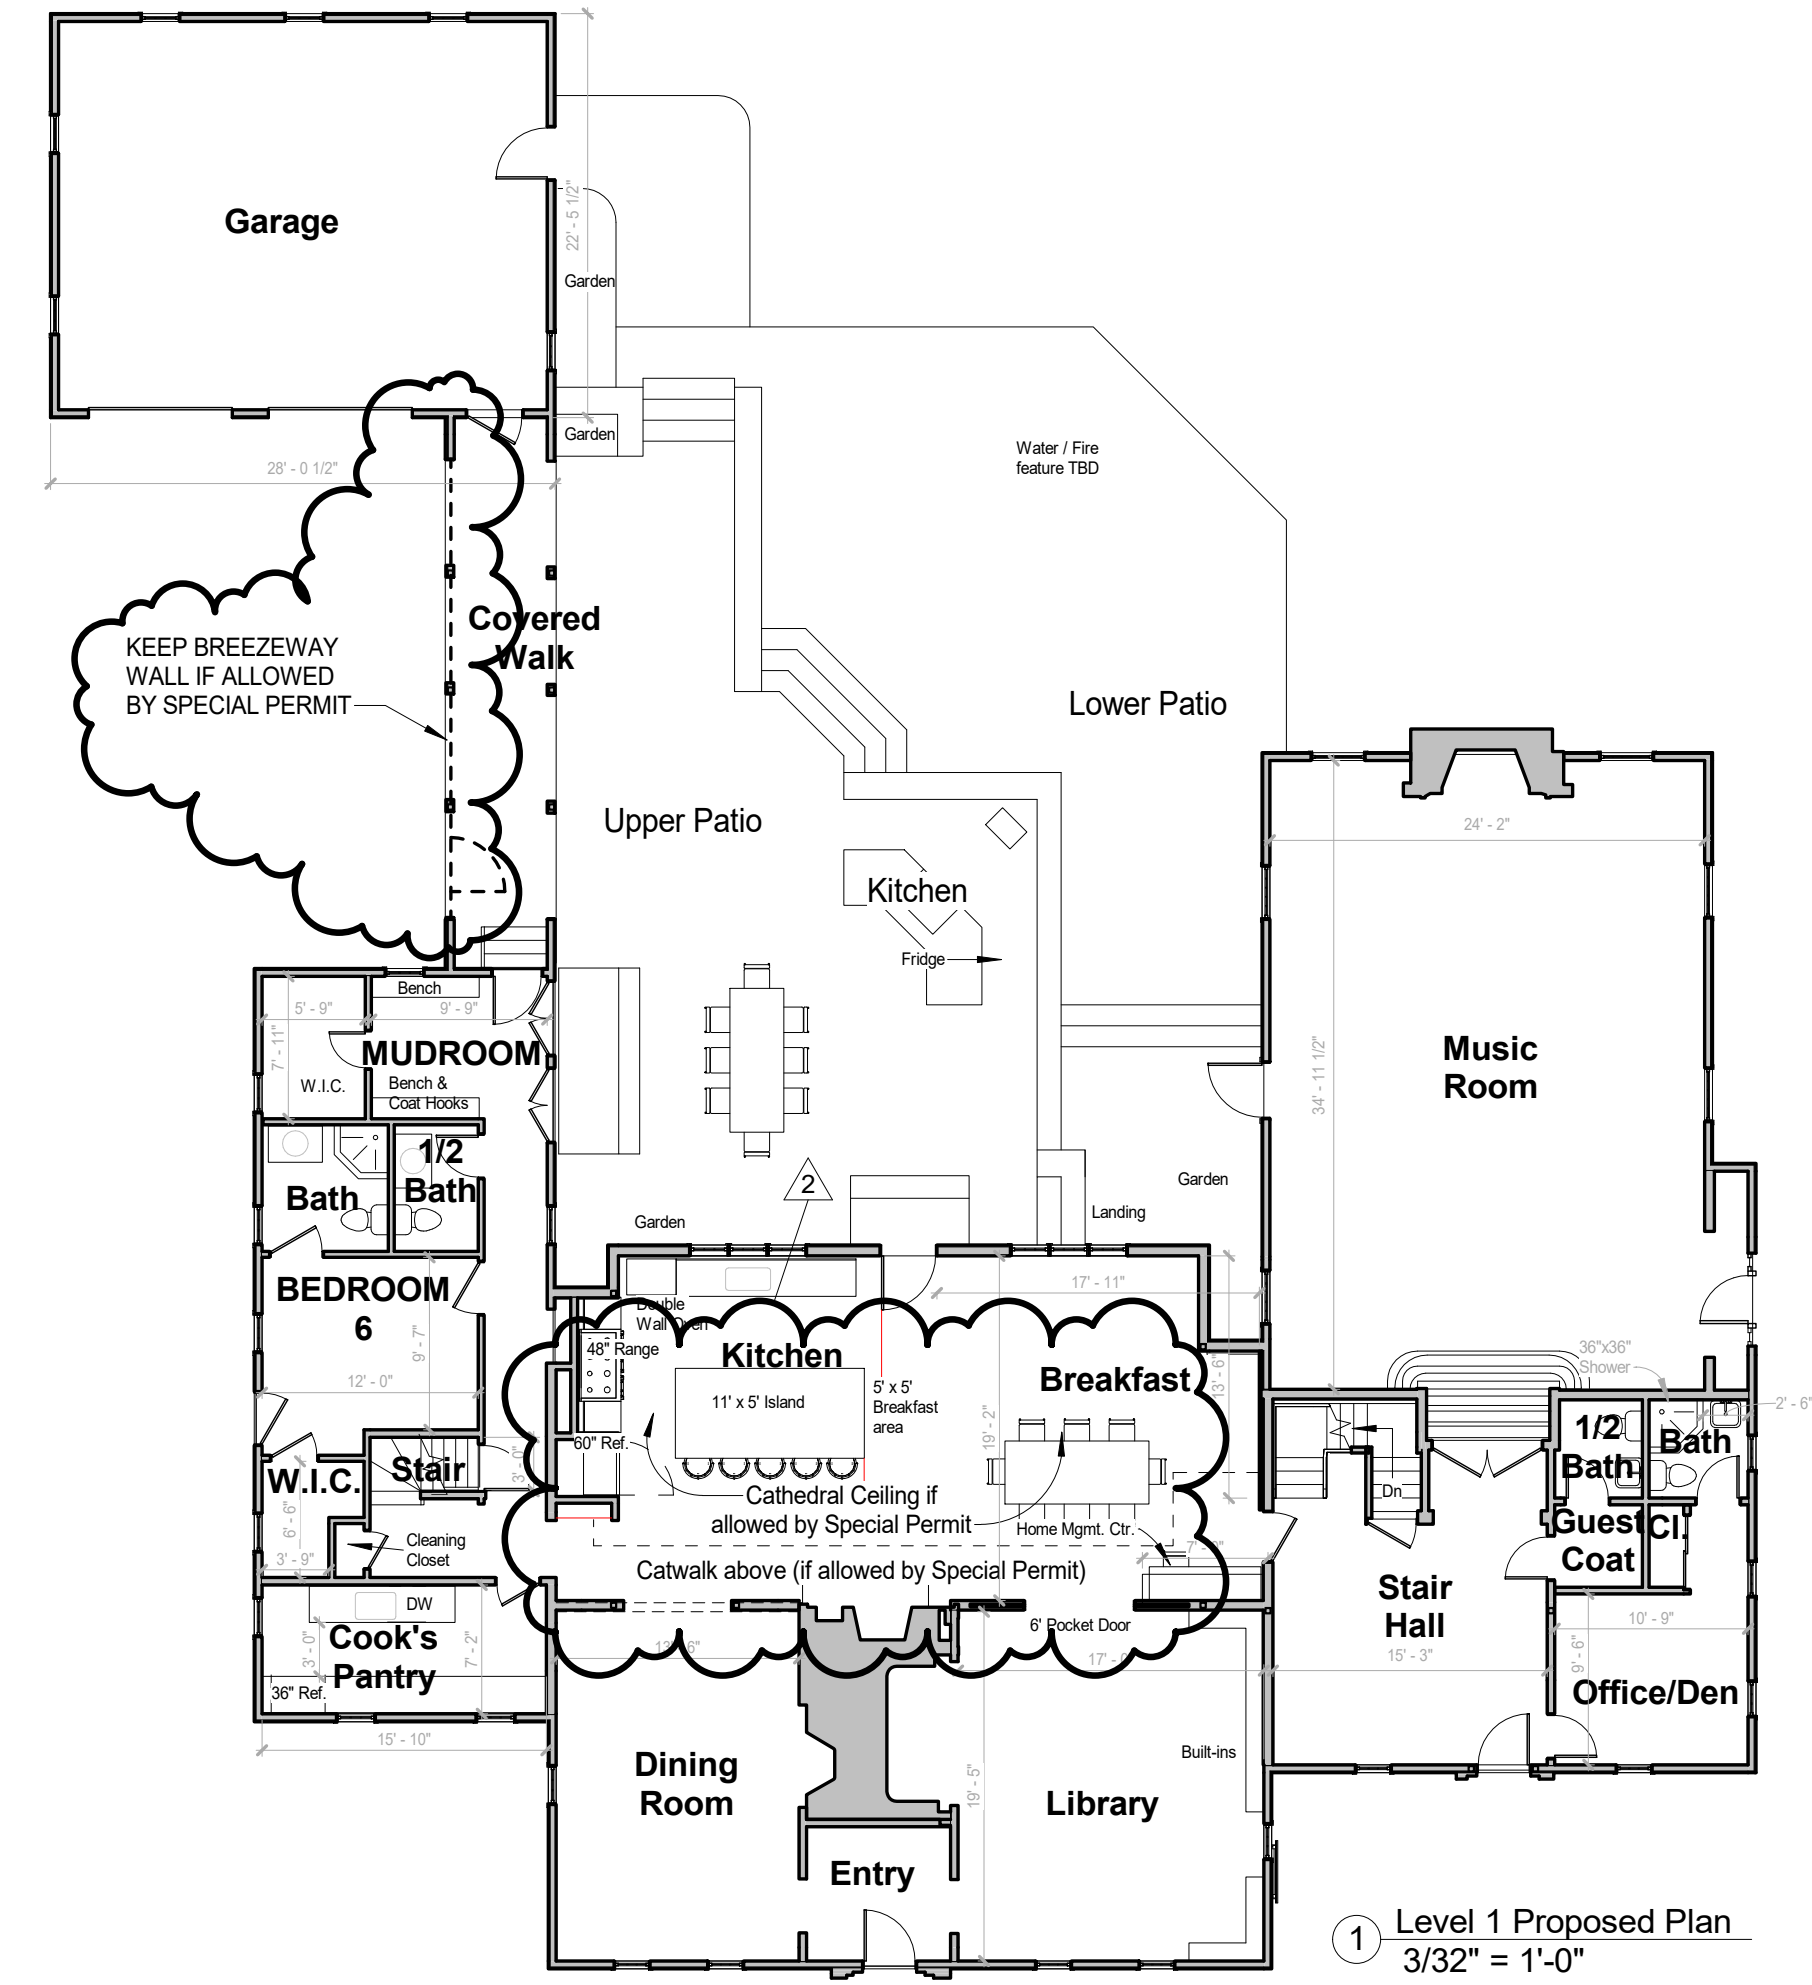 Garage
22' - 5 1/2"
Garden
Garden
28' - 0 1/2"
Water / Fire
feature TBD
Covered
Walk
KEEP BREEZEWAY
WALL IF ALLOWED
BY SPECIAL PERMIT
Lower Patio
Upper Patio
24' - 2"
Kitchen
Fridge
Bench
5' - 9"
9' - 9"
7' - 11"
MUDROOM
W.I.C.
Bench &
Coat Hooks
Music
Room
34' - 11 1/2"
1/2
Bath
Bath
2
Garden
Landing
Garden
BEDROOM
6
9' - 7"
12' - 0"
17' - 11"
Double
Wall Oven
48" Range
Kitchen
Breakfast
13' - 6"
11' x 5' Island
5' x 5'
Breakfast
area
19' - 2"
36"x36"
Shower
2' - 6"
60" Ref.
1/2
Bath
Bath
Stair
W.I.C.
3' - 0"
6' - 6"
3' - 9"
Cleaning
Closet
Cathedral Ceiling if
allowed by Special Permit
Home Mgmt. Ctr.
Catwalk above (if allowed by Special Permit)
Dn
Guest
Coat
Cl.
Stair
Hall
15' - 3"
DW
Cook's
Pantry
3' - 0"
7' - 2"
36" Ref.
15' - 10"
6' Pocket Door
10' - 9"
9' - 6"
Office/Den
Dining
Room
Built-ins
19' - 5"
Library
Entry
1
Level 1 Proposed Plan
3/32" = 1'-0"